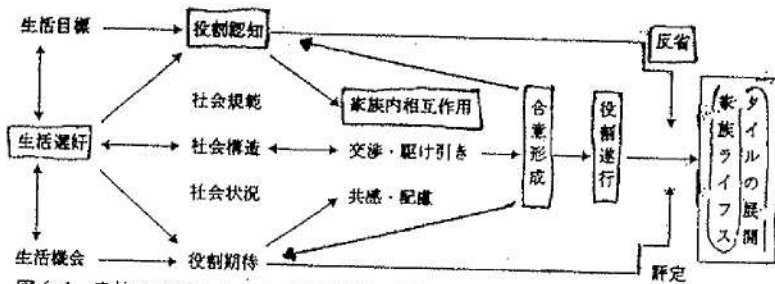 生活目標
役割認知
反省
社会規範
家族内相互作用
生活選好
社会構造
交渉・駆け引き
合意形成
役割遂行
家族ライフス
タイルの展開
社会状況
共感・配慮
生活機会
役割期待
評定